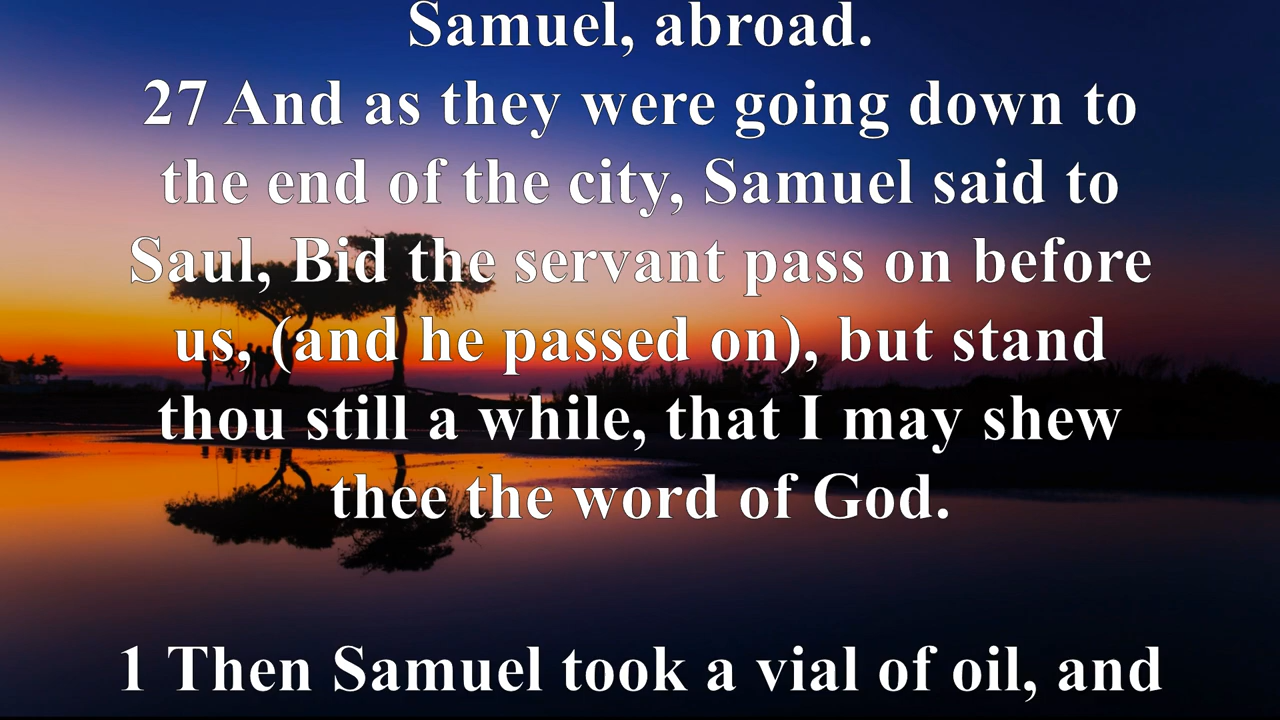 Samuel, abroad.
27 And as they were going down to
the end of the city, Samuel said to
Saul, Bid the servant pass on before
us, (and he passed on), but stand
thou still a while, that I may shew
thee the word of God.
1 Then Samuel took a vial of oil, and